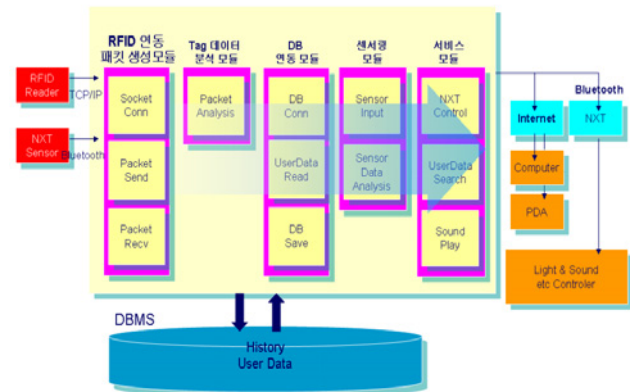 RFID 연동
패킷 생성 모듈
Tag 데이터
분석 모듈
DB
연동 모듈
센서링
모듈
서비스
모듈
RFID
Reader
TCP/IP
NXT
Sensor
Bluetooth
Socket
Conn
Packet
Send
Packet
Recv
Packet
Analysis
DB
Conn
UserData
Read
DB
Save
Sensor
Input
Sensor
Data
Analysis
NXT
Control
UserData
Search
Sound
Play
Bluetooth
Internet
NXT
Computer
PDA
Light & Sound
etc Controler
DBMS
History
User Data